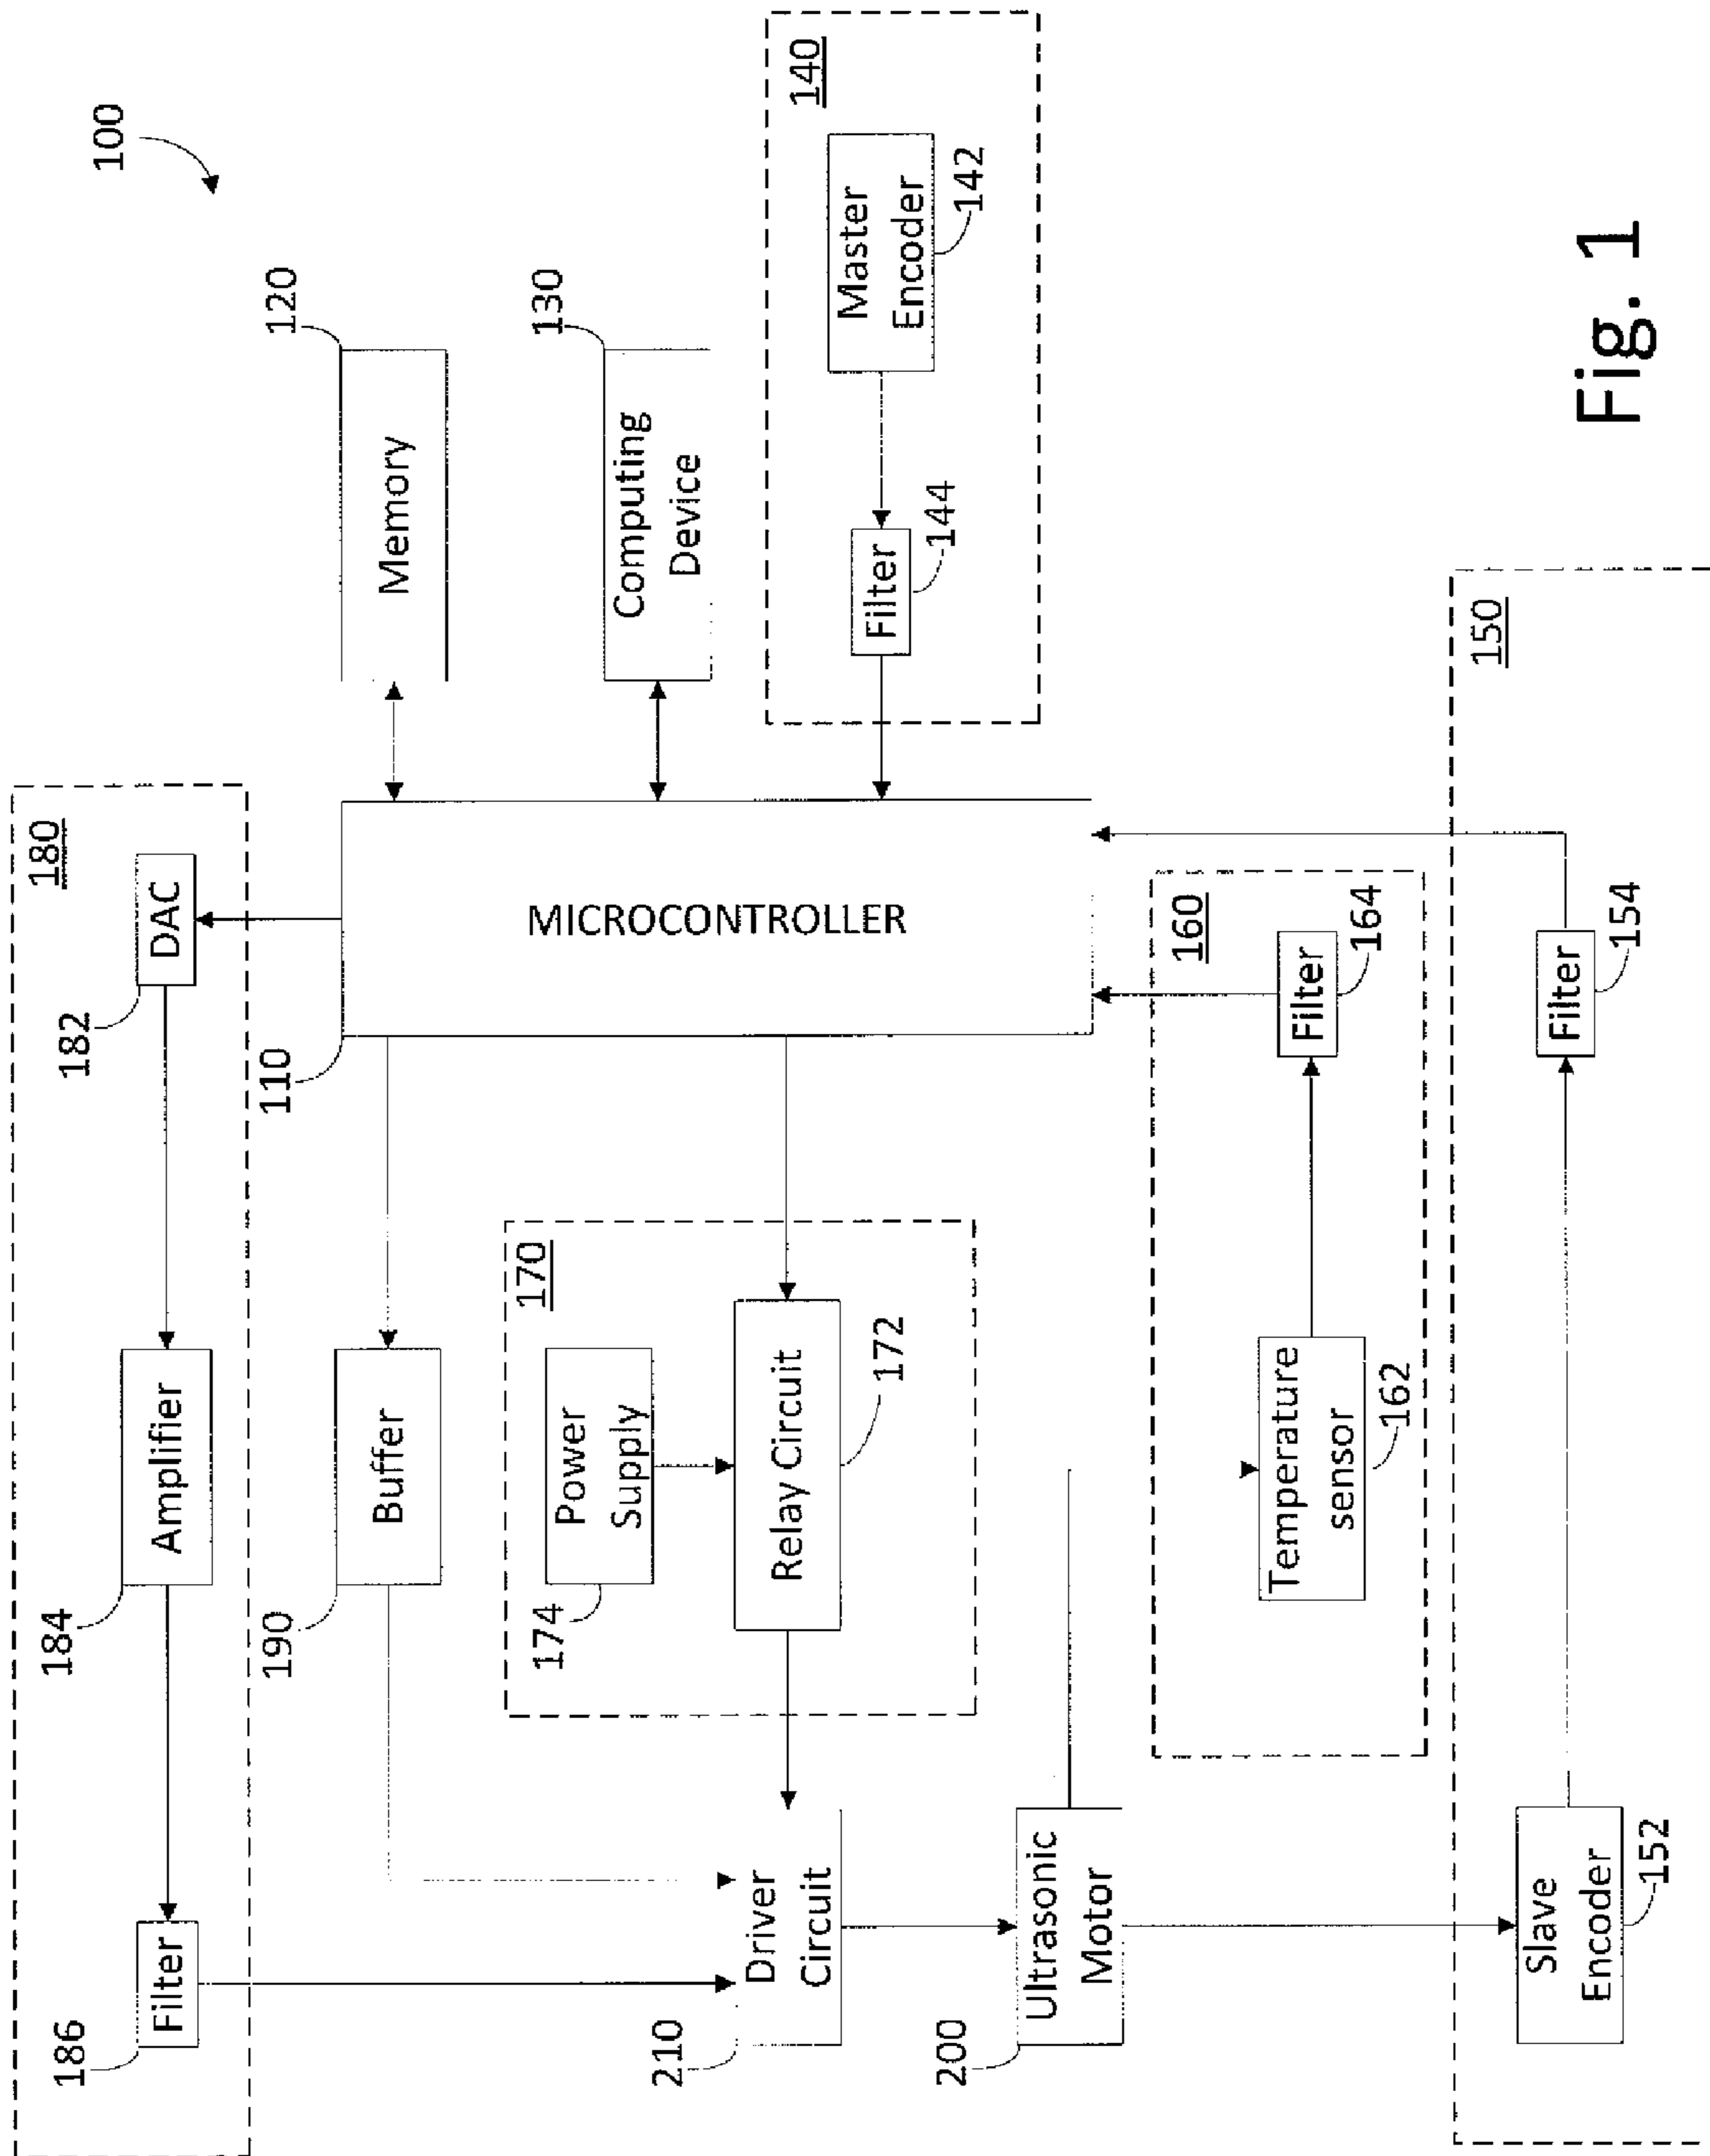 100
180
182
DAC
184
Amplifier
186
Filter
120
Memory
130
Computing
Device
140
Master
Encoder
142
Filter
144
110
MICROCONTROLLER
190
Buffer
170
Power
Supply
174
Relay Circuit
172
210
Driver
Circuit
200
Ultrasonic
Motor
160
Filter
164
Temperature
sensor
162
150
Filter
154
Slave
Encoder
152
Fig. 1